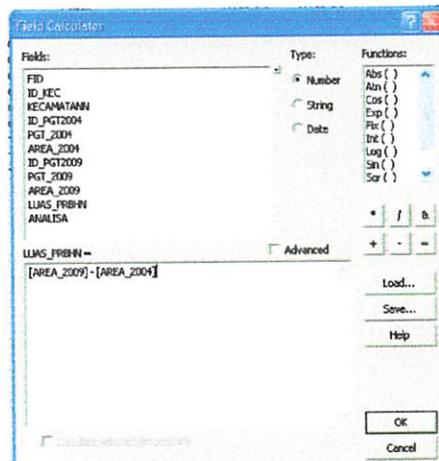 Field Calculator
Fields:
FID
ID_KEC
KECAMATANN
ID_PGT2004
PGT_2004
AREA_2004
ID_PGT2009
PGT_2009
AREA_2009
LUAS_PRBHN
ANALISA
Type:
Number
String
Date
Functions:
Abs ( )
Atn ( )
Cos ( )
Exp ( )
Fix ( )
Int ( )
Log ( )
Sin ( )
Sqr ( )
* / &
+ - =
LUAS_PRBHN =
Advanced
[AREA_2009] - [AREA_2004]
Load...
Save...
Help
OK
Cancel